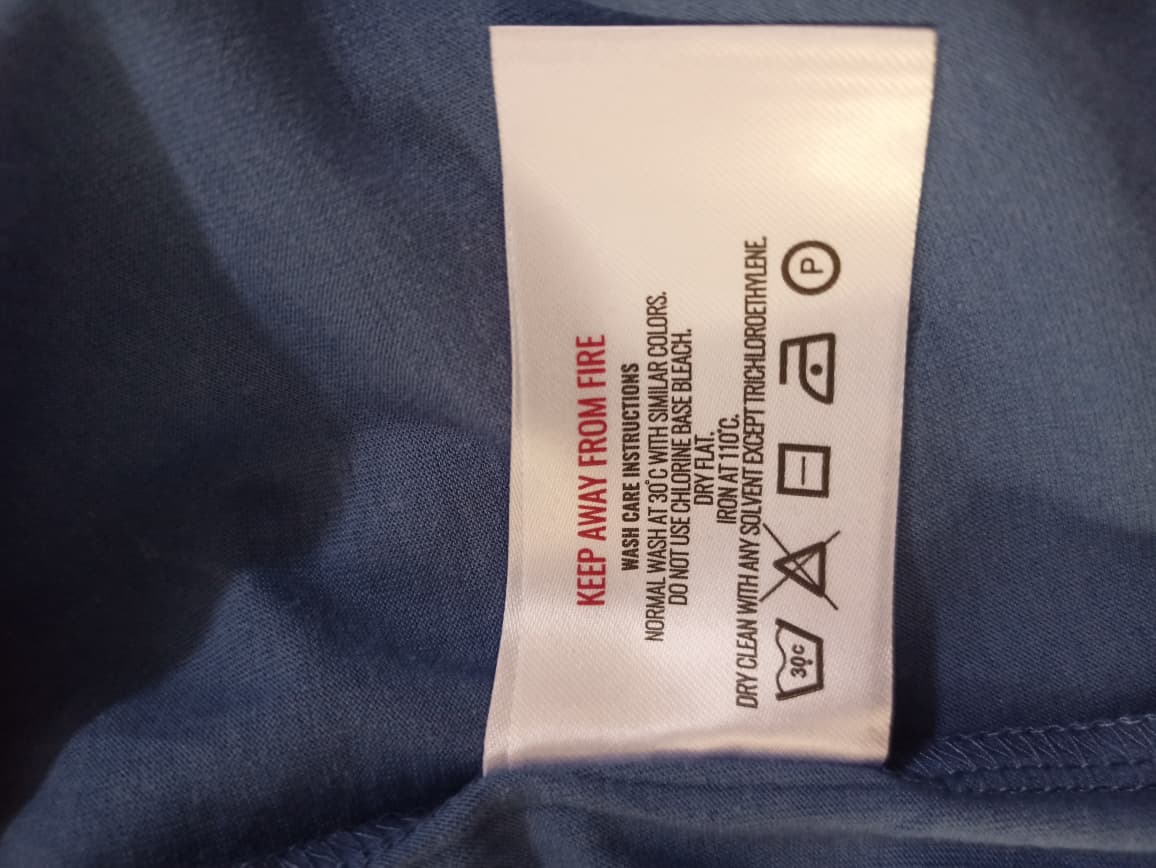 KEEP AWAY FROM FIRE
WASH CARE INSTRUCTIONS
NORMAL WASH AT 30°C WITH SIMILAR COLORS.
DO NOT USE CHLORINE BASE BLEACH.
DRY FLAT.
IRON AT 110°C.
DRY CLEAN WITH ANY SOLVENT EXCEPT TRICHLOROETHYLENE.
30°c P